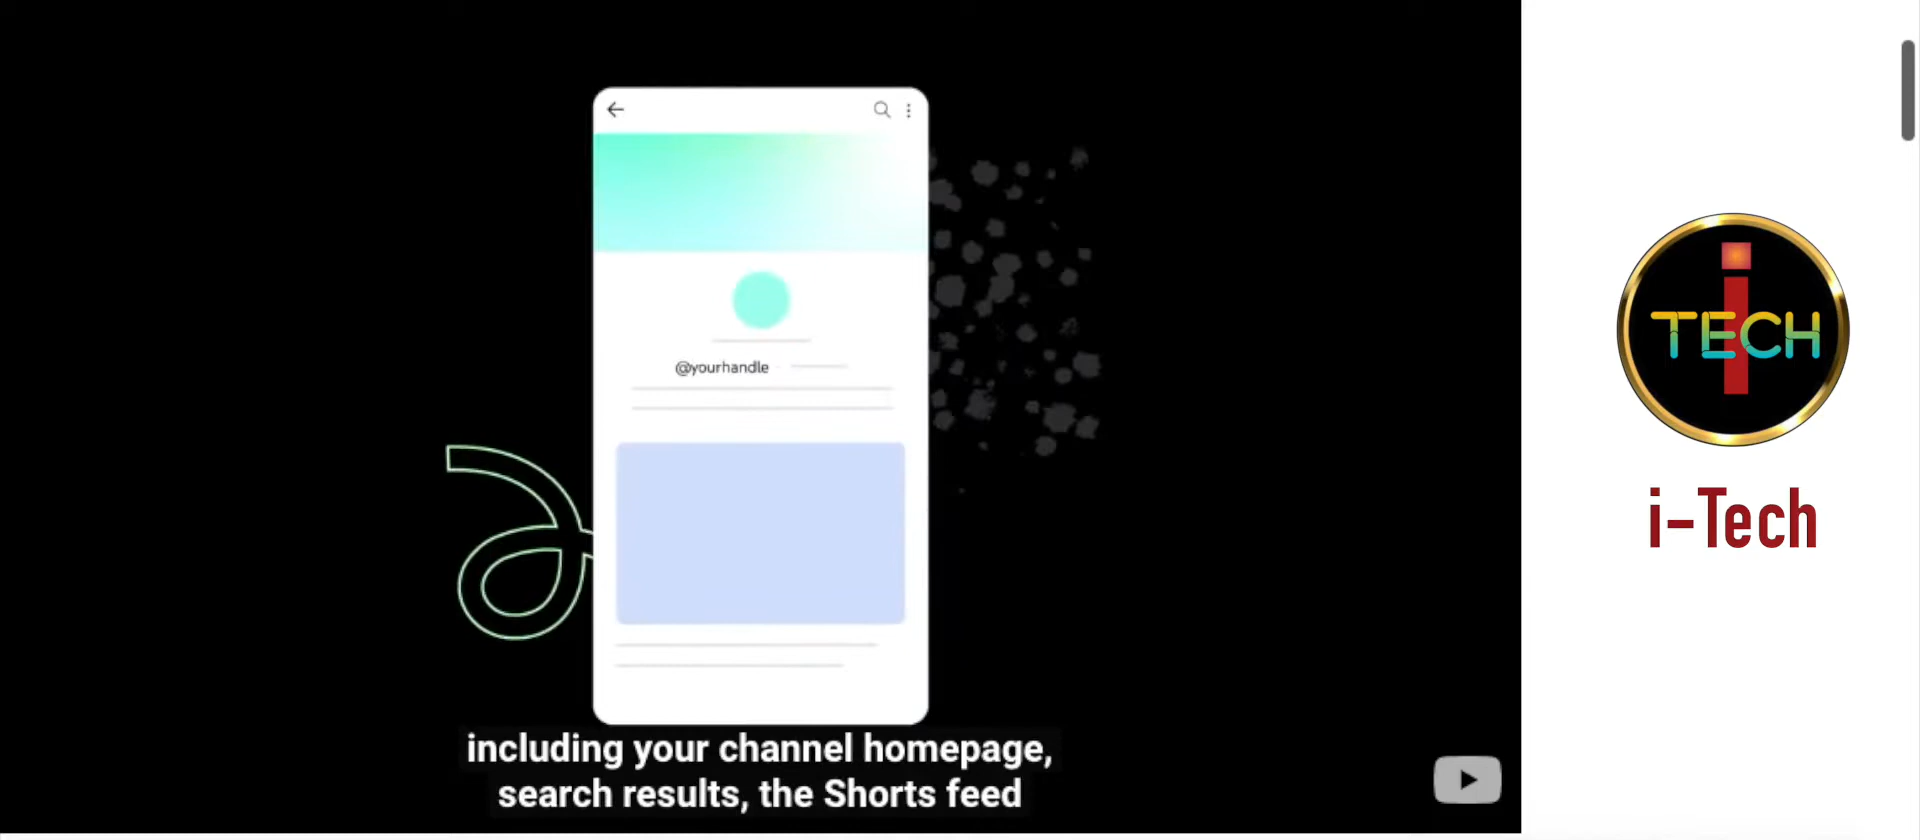 @yourhandle
including your channel homepage,
search results, the Shorts feed
i
TECH
i-Tech